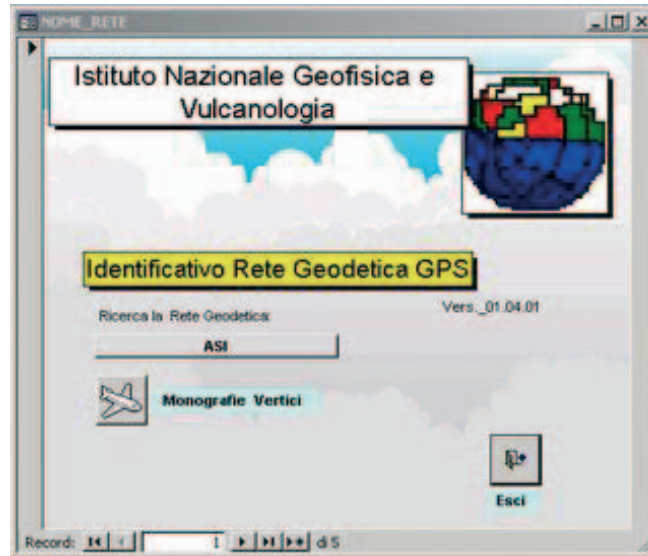 NOME_RETE
Istituto Nazionale Geofisica e
Vulcanologia
Identificativo Rete Geodetica GPS
Vers._01.04.01
Ricerca la Rete Geodetica:
ASI
Monografie Vertici
Esci
Record: 1 di 5